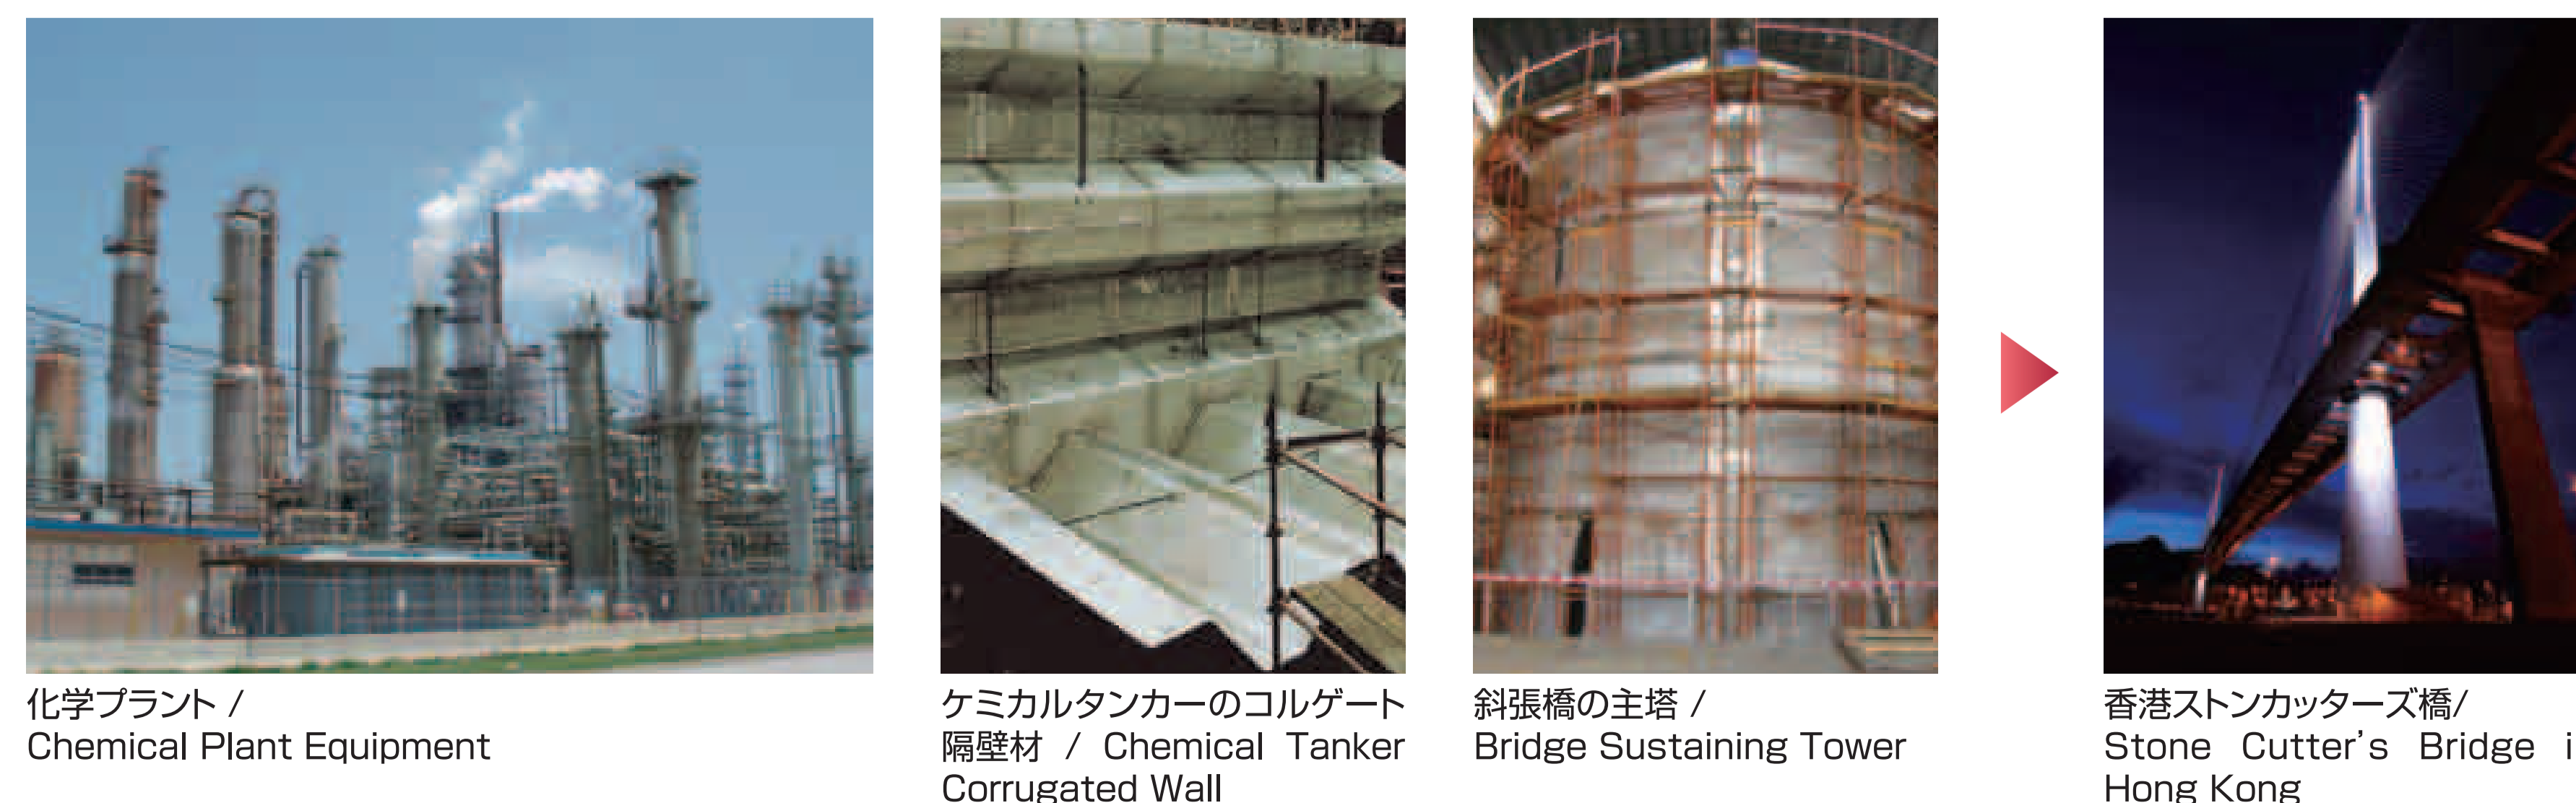 化学プラント /
Chemical Plant Equipment
ケミカルタンカーのコルゲート
隔壁材 / Chemical Tanker
Corrugated Wall
斜張橋の主塔 /
Bridge Sustaining Tower
香港ストンカッターズ橋/
Stone Cutter’s Bridge i
Hong Kong